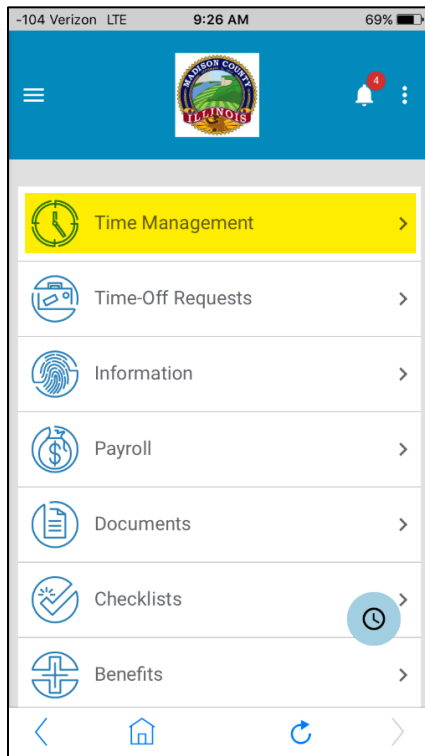 -104 Verizon LTE 9:26 AM 69%
MADISON COUNTY
ILLINOIS
4
Time Management
Time-Off Requests
Information
$
Payroll
Documents
Checklists
Benefits